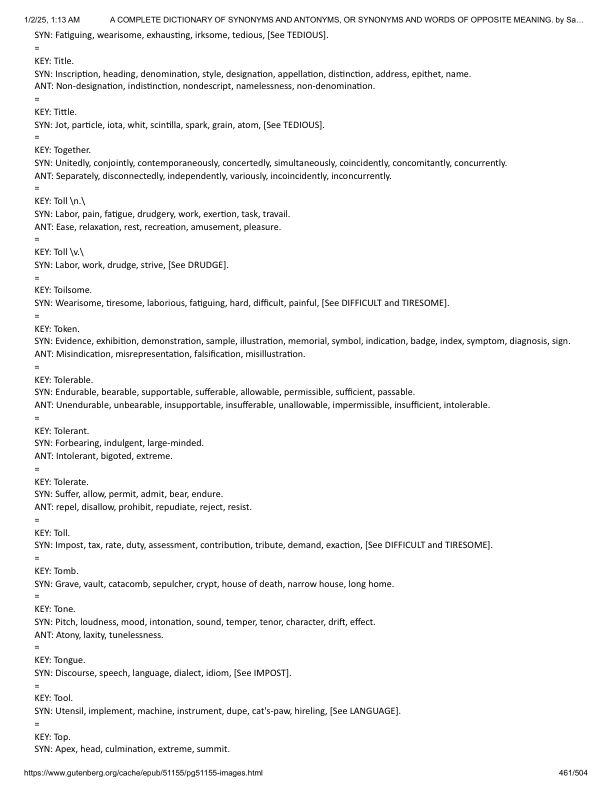 1/2/25, 1:13 AM A COMPLETE DICTIONARY OF SYNONYMS AND ANTONYMS, OR SYNONYMS AND WORDS OF OPPOSITE MEANING. by Sa…
SYN: Fatiguing, wearisome, exhausting, irksome, tedious, [See TEDIOUS].
=
KEY: Title.
SYN: Inscription, heading, denomination, style, designation, appellation, distinction, address, epithet, name.
ANT: Non-designation, indistinction, nondescript, namelessness, non-denomination.
=
KEY: Tittle.
SYN: Jot, particle, iota, whit, scintilla, spark, grain, atom, [See TEDIOUS].
=
KEY: Together.
SYN: Unitedly, conjointly, contemporaneously, concertedly, simultaneously, coincidently, concomitantly, concurrently.
ANT: Separately, disconnectedly, independently, variously, incoincidently, inconcurrently.
=
KEY: Toll \n.\
SYN: Labor, pain, fatigue, drudgery, work, exertion, task, travail.
ANT: Ease, relaxation, rest, recreation, amusement, pleasure.
=
KEY: Toll \v.\
SYN: Labor, work, drudge, strive, [See DRUDGE].
=
KEY: Toilsome.
SYN: Wearisome, tiresome, laborious, fatiguing, hard, difficult, painful, [See DIFFICULT and TIRESOME].
=
KEY: Token.
SYN: Evidence, exhibition, demonstration, sample, illustration, memorial, symbol, indication, badge, index, symptom, diagnosis, sign.
ANT: Misindication, misrepresentation, falsification, misillustration.
=
KEY: Tolerable.
SYN: Endurable, bearable, supportable, sufferable, allowable, permissible, sufficient, passable.
ANT: Unendurable, unbearable, insupportable, insufferable, unallowable, impermissible, insufficient, intolerable.
=
KEY: Tolerant.
SYN: Forbearing, indulgent, large-minded.
ANT: Intolerant, bigoted, extreme.
=
KEY: Tolerate.
SYN: Suffer, allow, permit, admit, bear, endure.
ANT: repel, disallow, prohibit, repudiate, reject, resist.
=
KEY: Toll.
SYN: Impost, tax, rate, duty, assessment, contribution, tribute, demand, exaction, [See DIFFICULT and TIRESOME].
=
KEY: Tomb.
SYN: Grave, vault, catacomb, sepulcher, crypt, house of death, narrow house, long home.
=
KEY: Tone.
SYN: Pitch, loudness, mood, intonation, sound, temper, tenor, character, drift, effect.
ANT: Atony, laxity, tunelessness.
=
KEY: Tongue.
SYN: Discourse, speech, language, dialect, idiom, [See IMPOST].
=
KEY: Tool.
SYN: Utensil, implement, machine, instrument, dupe, cat's-paw, hireling, [See LANGUAGE].
=
KEY: Top.
SYN: Apex, head, culmination, extreme, summit.
https://www.gutenberg.org/cache/epub/51155/pg51155-images.html 461/504